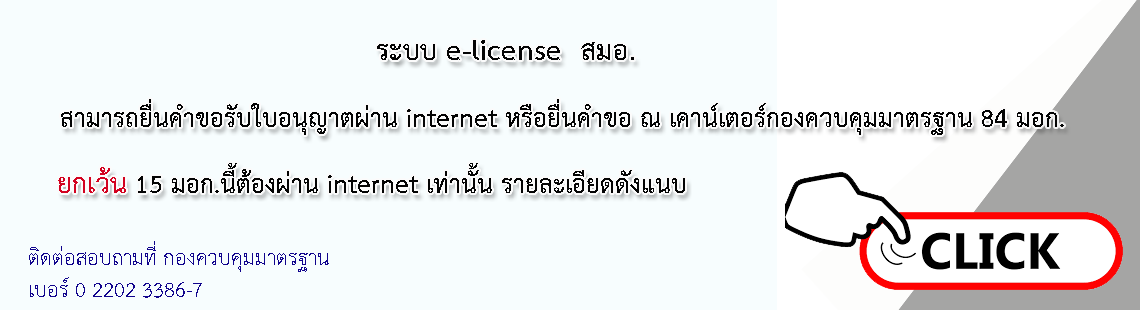 ระบบ e-license สมอ.
สามารถยื่นคำขอรับใบอนุญาตผ่าน internet หรือยื่นคำขอ ณ เคาน์เตอร์กองควบคุมมาตรฐาน 84 มอก.
ยกเว้น 15 มอก.นี้ต้องผ่าน internet เท่านั้น รายละเอียดดังแนบ
CLICK
ติดต่อสอบถามที่ กองควบคุมมาตรฐาน
เบอร์ 0 2202 3386-7